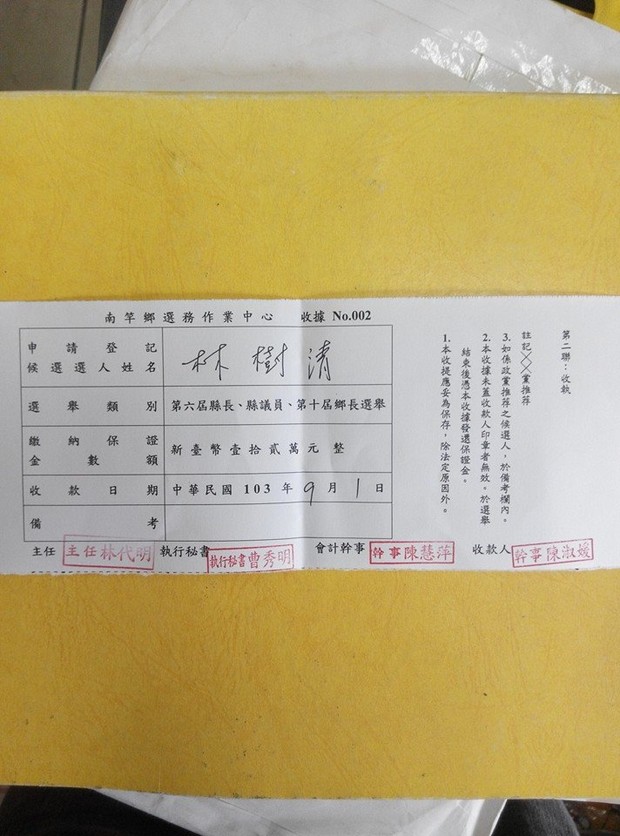 南竿鄉選務作業中心 收據 No.002
申請登記候選選人姓名 林樹清
選舉類別 第六屆縣長、縣議員、第十屆鄉長選舉
繳納保證金數額 新臺幣壹拾貳萬元 整
收款日期 中華民國 103 年 9 月 1 日
備考
主任 主任林代明 執行秘書 執行秘書曹秀明 會計幹事 幹事陳慧萍 收款人 幹事陳淑媛
第二聯：收執
註記╳╳黨推荐
3. 如係政黨推荐之候選人，於備考欄內。
2. 本收據未蓋收款人印章者無效。於選舉
結束後憑本收據發還保證金。
1. 本收提應妥為保存，除法定原因外。